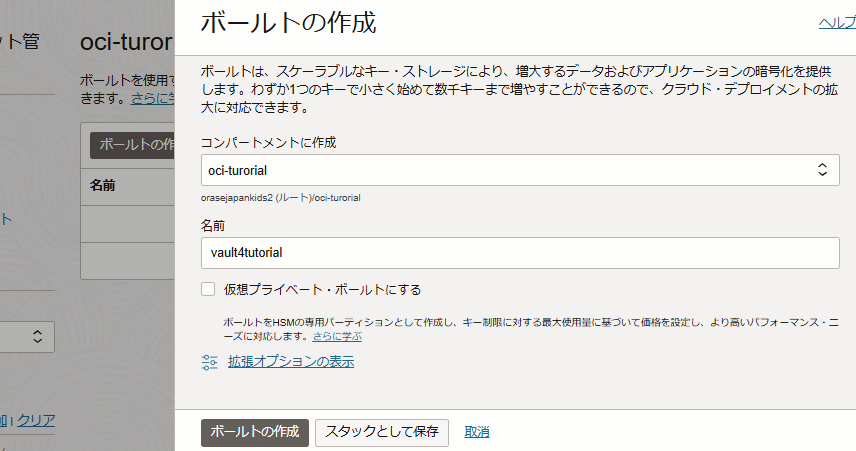 ボールトの作成
ヘルプ
ット管
oci-turor
ボールトを使用す
きます。さらに学
ボールトの作
名前
ト
加 | クリア
ボールトは、スケーラブルなキー・ストレージにより、増大するデータおよびアプリケーションの暗号化を提供
します。わずか1つのキーで小さく始めて数千キーまで増やすことができるので、クラウド・デプロイメントの拡
大に対応できます。
コンパートメントに作成
oci-turorial
orasejapankids2 (ルート)/oci-turorial
名前
vault4tutorial
仮想プライベート・ボールトにする
ボールトをHSMの専用パーティションとして作成し、キー制限に対する最大使用量に基づいて価格を設定し、より高いパフォーマンス・ニ
ーズに対応します。さらに学ぶ
拡張オプションの表示
ボールトの作成
スタックとして保存
取消